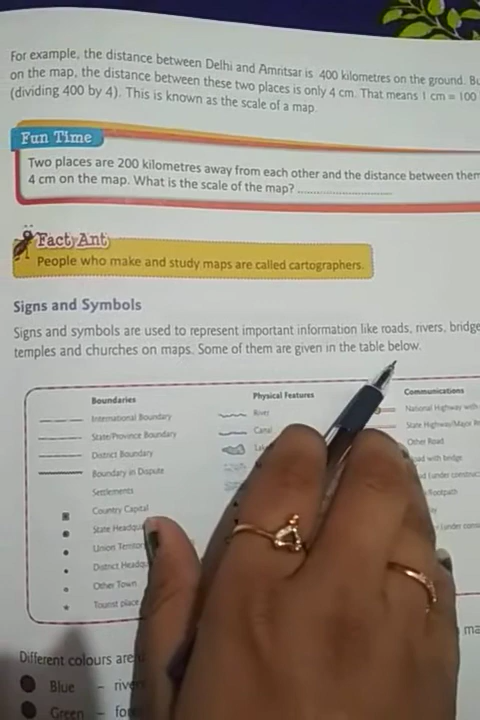 For example, the distance between Delhi and Amritsar is 400 kilometres on the ground.
on the map, the distance between these two places is only 4 cm. That means 1 cm = 100
(dividing 400 by 4). This is known as the scale of a map.
Fun Time
Two places are 200 kilometres away from each other and the distance between
4 cm on the map. What is the scale of the map?
Fact Ant
People who make and study maps are called cartographers.
Signs and Symbols
Signs and symbols are used to represent important information like roads, rivers,
temples and churches on maps. Some of them are given in the table below.
Boundaries
International Boundary
State/Province Boundary
District Boundary
Boundary in Dispute
Settlements
Country Capital
State
Union
District
Other Town
Tourist place
Physical Features
River
Canal
Communications
National Highway with
State Highway/Major
Other Road
with bridge
footpath
Different colours are
Blue –
Green –